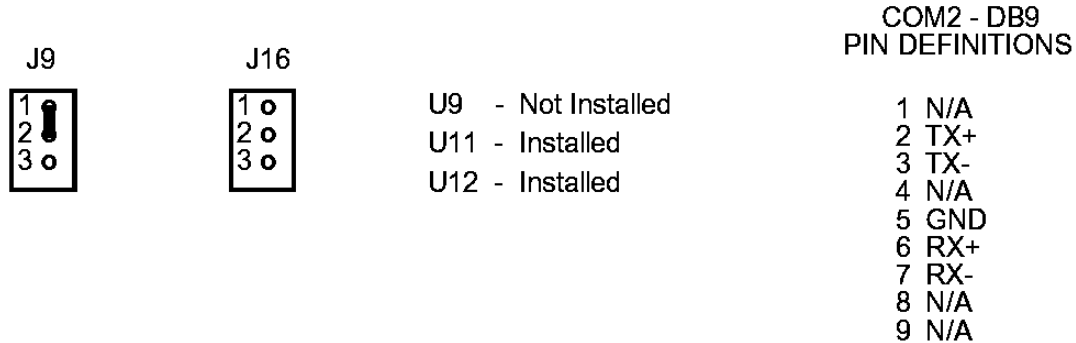 J9
1
2
3
J16
1
2
3
U9 - Not Installed
U11 - Installed
U12 - Installed
COM2 - DB9
PIN DEFINITIONS
1 N/A
2 TX+
3 TX-
4 N/A
5 GND
6 RX+
7 RX-
8 N/A
9 N/A